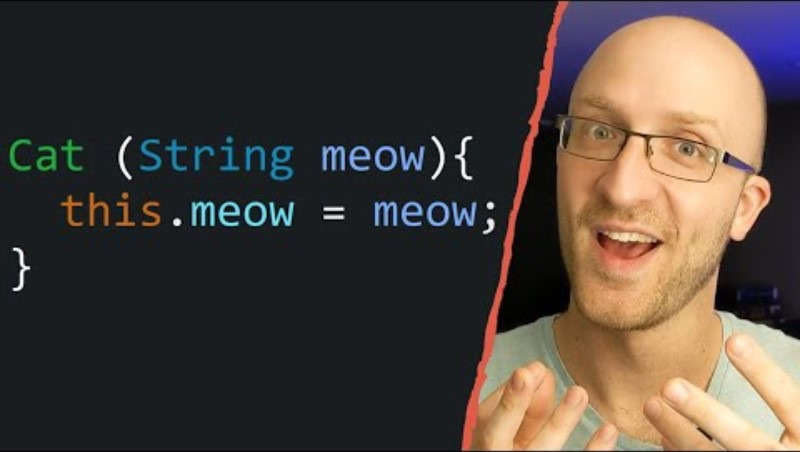 Cat (String meow){
this.meow = meow;
}